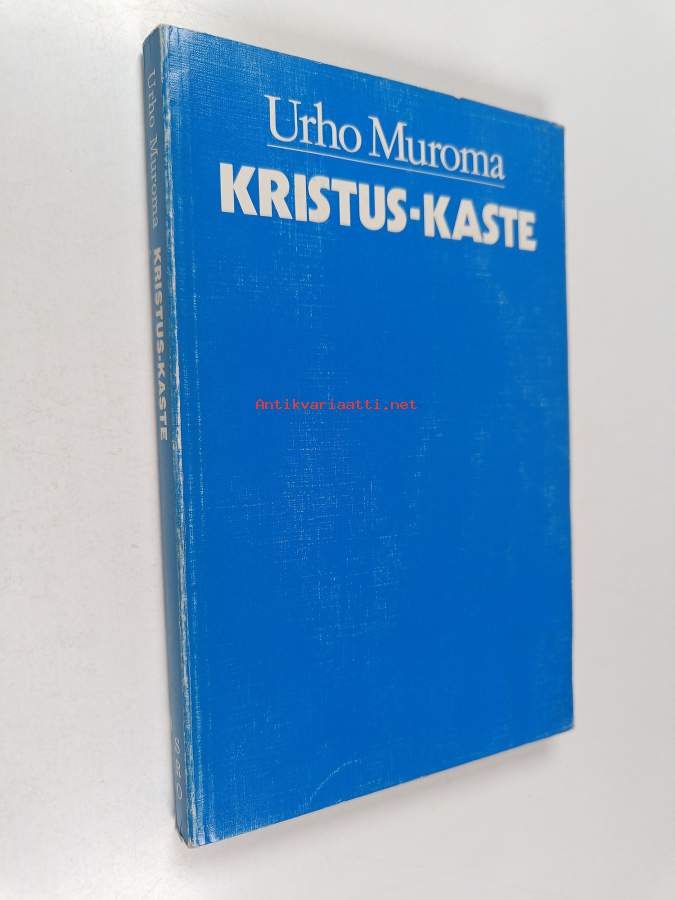 Urho Muroma
KRISTUS-KASTE
Antikvariaatti.net
Urho Muroma KRISTUS-KASTE